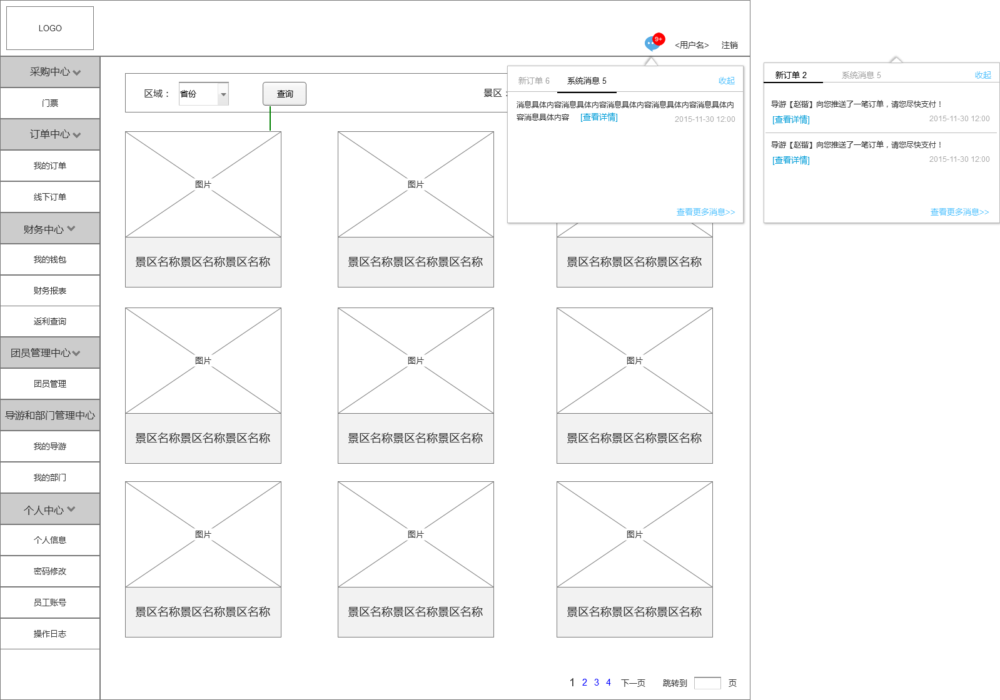 LOGO
9+
<用户名>
注销
采购中心
门票
订单中心
我的订单
线下订单
财务中心
我的钱包
财务报表
返利查询
团员管理中心
团员管理
导游和部门管理中心
我的导游
我的部门
个人中心
个人信息
密码修改
员工账号
操作日志
区域：
省份
查询
景区：
新订单 6
系统消息 5
收起
消息具体内容消息具体内容消息具体内容消息具体内容消息具体内
容消息具体内容
[查看详情]
2015-11-30 12:00
查看更多消息>>
新订单 2
系统消息 5
收起
导游【赵锴】向您推送了一笔订单，请您尽快支付！
[查看详情]
2015-11-30 12:00
导游【赵锴】向您推送了一笔订单，请您尽快支付！
[查看详情]
2015-11-30 12:00
查看更多消息>>
图片
图片
景区名称景区名称景区名称
景区名称景区名称景区名称
景区名称景区名称景区名称
图片
图片
图片
景区名称景区名称景区名称
景区名称景区名称景区名称
景区名称景区名称景区名称
图片
图片
图片
景区名称景区名称景区名称
景区名称景区名称景区名称
景区名称景区名称景区名称
1 2 3 4 下一页 跳转到 页